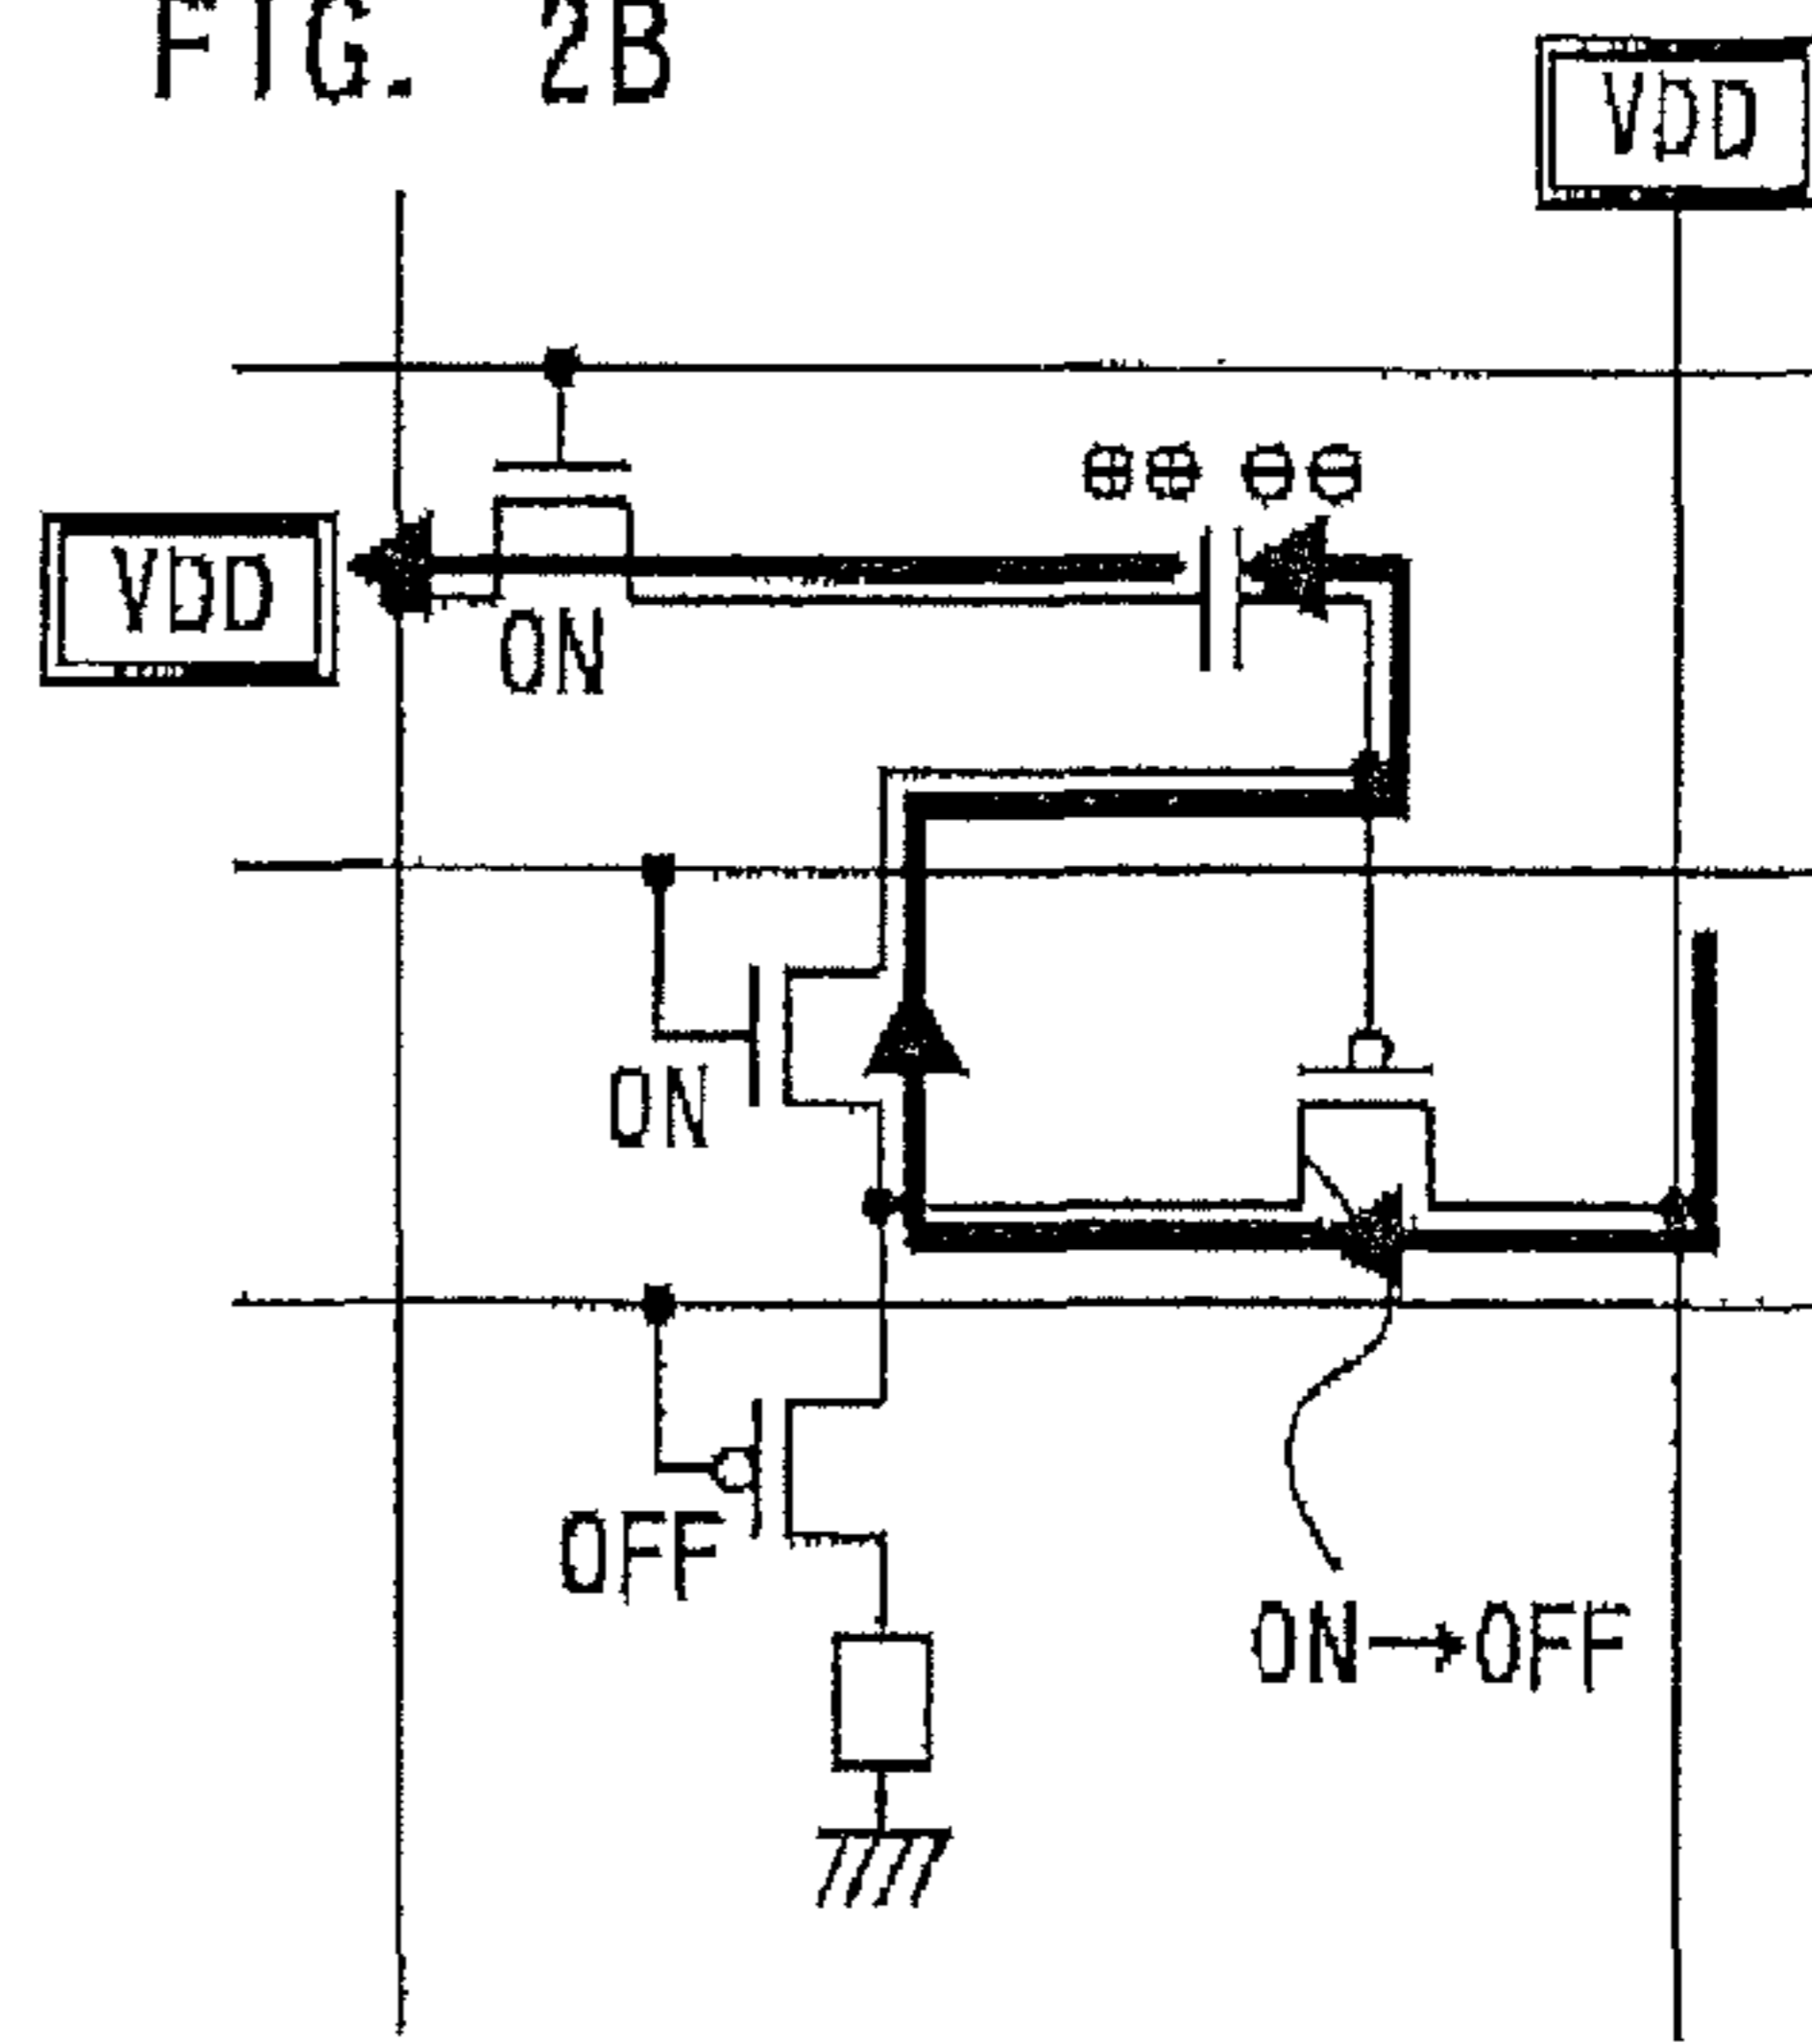 FIG. 2B
VDD
⊕⊕ ⊖⊖
VDD
ON
ON
OFF
ON→OFF